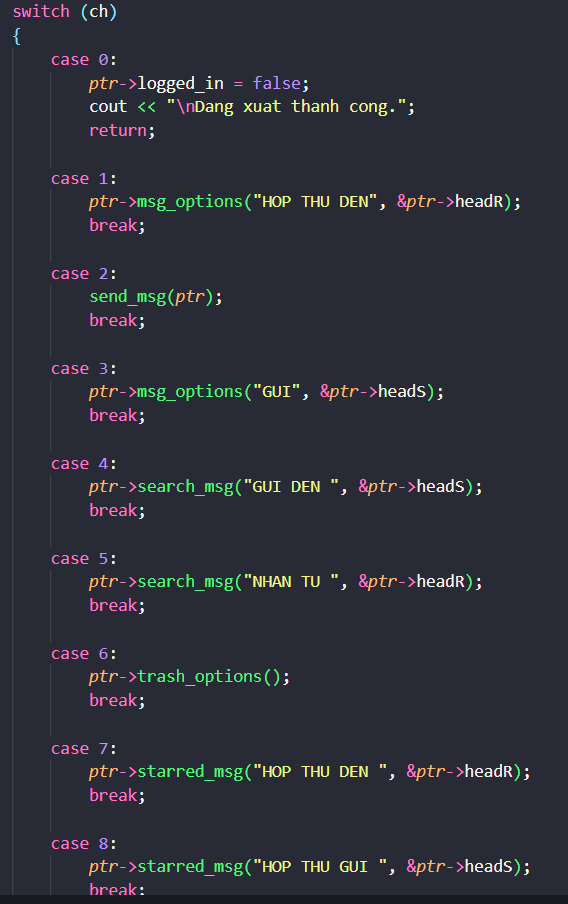 switch (ch)
{
    case 0:
        ptr->logged_in = false;
        cout << "\nDang xuat thanh cong.";
        return;

    case 1:
        ptr->msg_options("HOP THU DEN", &ptr->headR);
        break;

    case 2:
        send_msg(ptr);
        break;

    case 3:
        ptr->msg_options("GUI", &ptr->headS);
        break;

    case 4:
        ptr->search_msg("GUI DEN ", &ptr->headS);
        break;

    case 5:
        ptr->search_msg("NHAN TU ", &ptr->headR);
        break;

    case 6:
        ptr->trash_options();
        break;

    case 7:
        ptr->starred_msg("HOP THU DEN ", &ptr->headR);
        break;

    case 8:
        ptr->starred_msg("HOP THU GUI ", &ptr->headS);
        break;